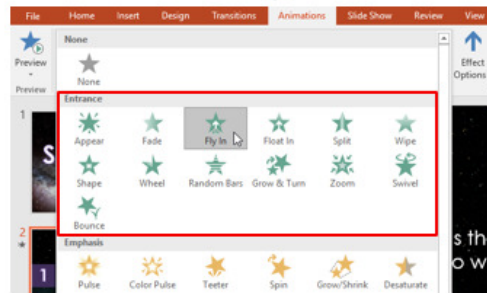 File Home Insert Design Transitions Animations Slide Show Review View
Preview
Preview
None
None
Effect
Options
Entrance
Appear Fade Fly In Float In Split Wipe
Shape Wheel Random Bars Grow & Turn Zoom Swivel
Bounce
Emphasis
Pulse Color Pulse Teeter Spin Grow/Shrink Desaturate
1
S
2
1
s th
o w